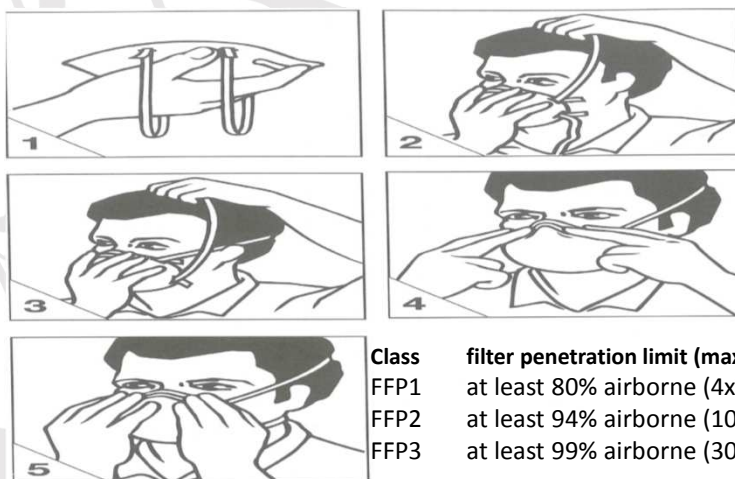 1
2
3
4
5
Class filter penetration limit (max
FFP1 at least 80% airborne (4x
FFP2 at least 94% airborne (10
FFP3 at least 99% airborne (30